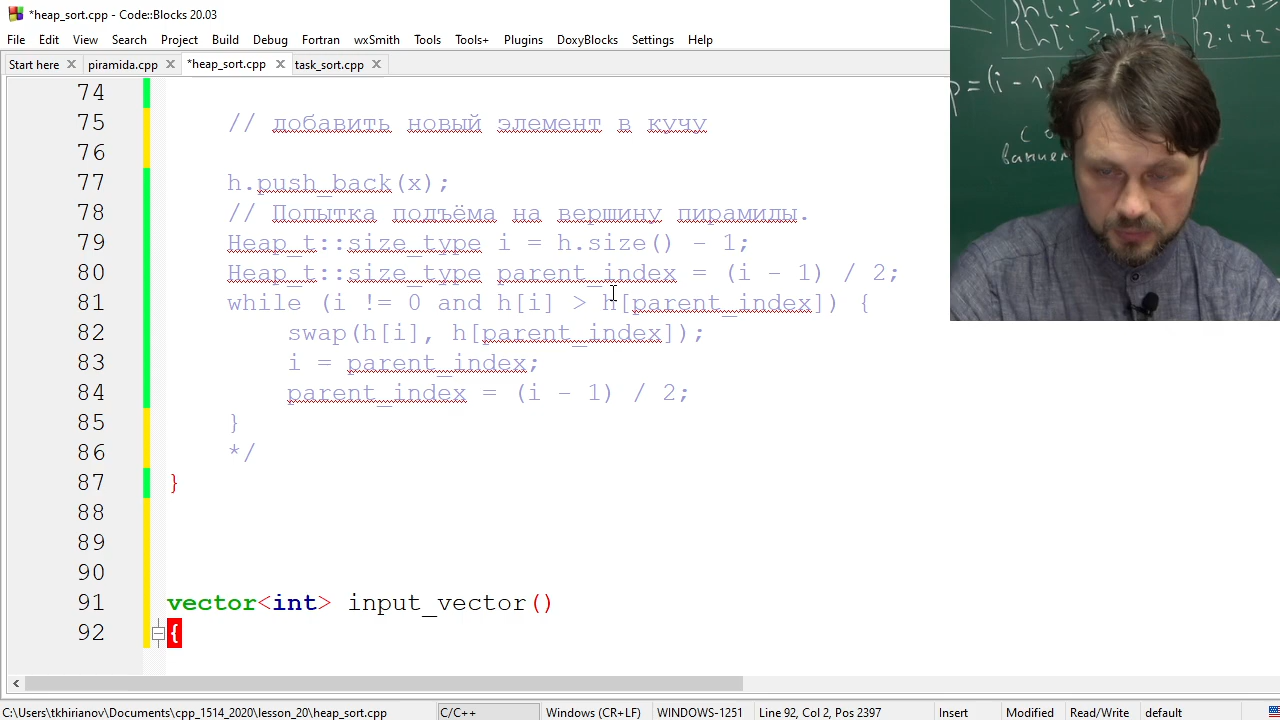 *heap_sort.cpp - Code::Blocks 20.03
File Edit View Search Project Build Debug Fortran wxSmith Tools Tools+ Plugins DoxyBlocks Settings Help
Start here piramida.cpp *heap_sort.cpp task_sort.cpp
74
75 // добавить новый элемент в кучу
76
77 h.push_back(x);
78 // Попытка подъёма на вершину пирамиды.
79 Heap_t::size_type i = h.size() - 1;
80 Heap_t::size_type parent_index = (i - 1) / 2;
81 while (i != 0 and h[i] > h[parent_index]) {
82 swap(h[i], h[parent_index]);
83 i = parent_index;
84 parent_index = (i - 1) / 2;
85 }
86 */
87 }
88
89
90
91 vector<int> input_vector()
92 {
C:\Users\tkhirianov\Documents\cpp_1514_2020\lesson_20\heap_sort.cpp C/C++ Windows (CR+LF) WINDOWS-1251 Line 92, Col 2, Pos 2397 Insert Modified Read/Write default
p=(i-1)